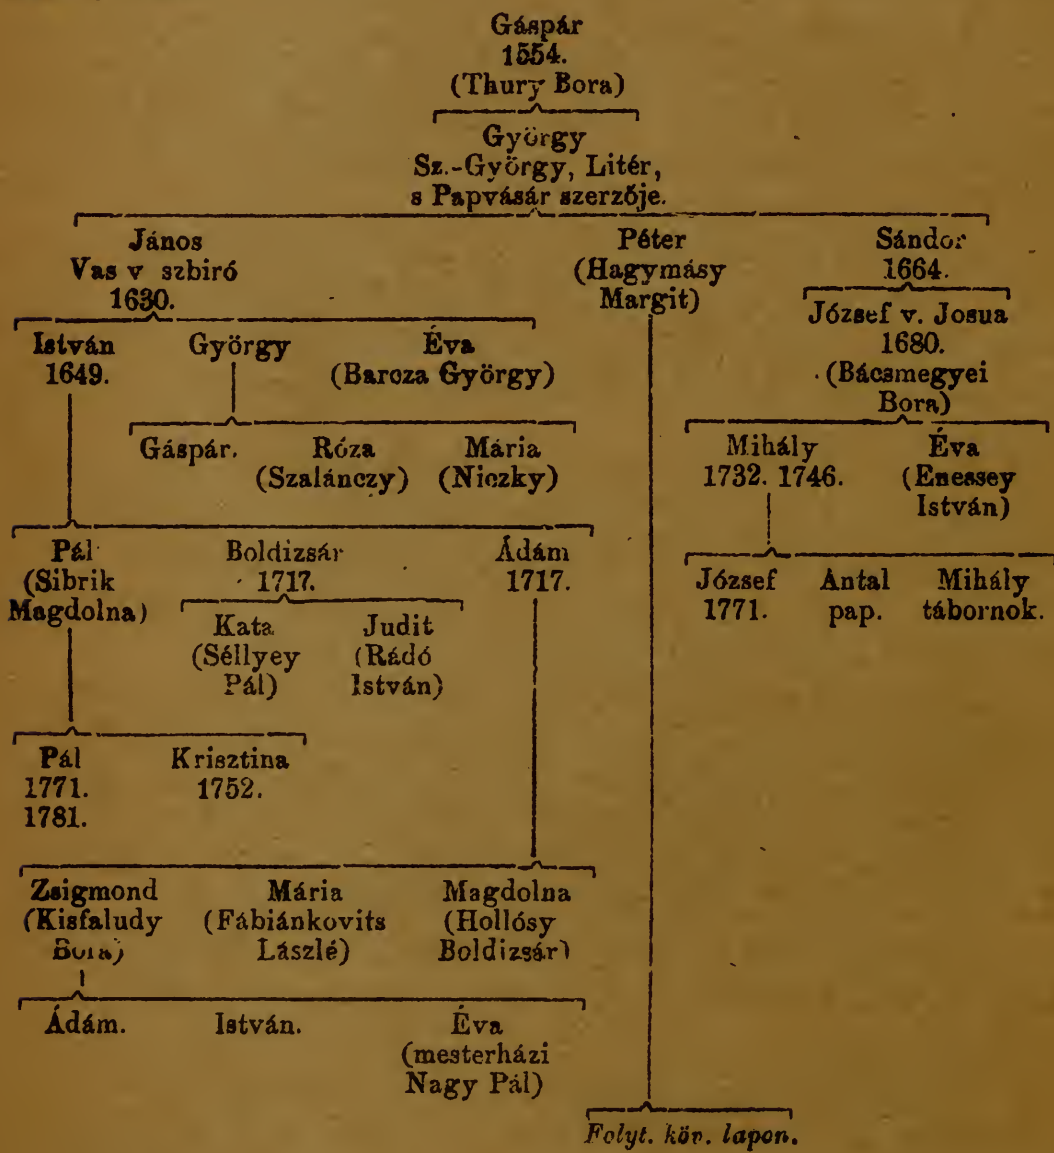 Gáspár
1554.
(Thury Bora)
György
Sz.-György, Litér,
s Papvásár szerzője.
János
Vas v szbiró
1630.
Péter
(Hagymásy
Margit)
Sándor
1664.
István
1649.
György
Éva
(Baroza György)
József v. Josua
1680.
(Bácsmegyei
Bora)
Gáspár.
Róza
(Szalánczy)
Mária
(Niczky)
Mihály
1732. 1746.
Éva
(Enessey
István)
Pál
(Sibrik
Magdolna)
Boldizsár
1717.
Ádám
1717.
József
1771.
Antal
pap.
Mihály
tábornok.
Kata
(Séllyey
Pál)
Judit
(Rádó
István)
Pál
1771.
1781.
Krisztina
1752.
Zsigmond
(Kisfaludy
Bora)
Mária
(Fábiánkovits
Lászlé)
Magdolna
(Hollósy
Boldizsár)
Ádám.
István.
Éva
(mesterházi
Nagy Pál)
Folyt. köv. lapon.